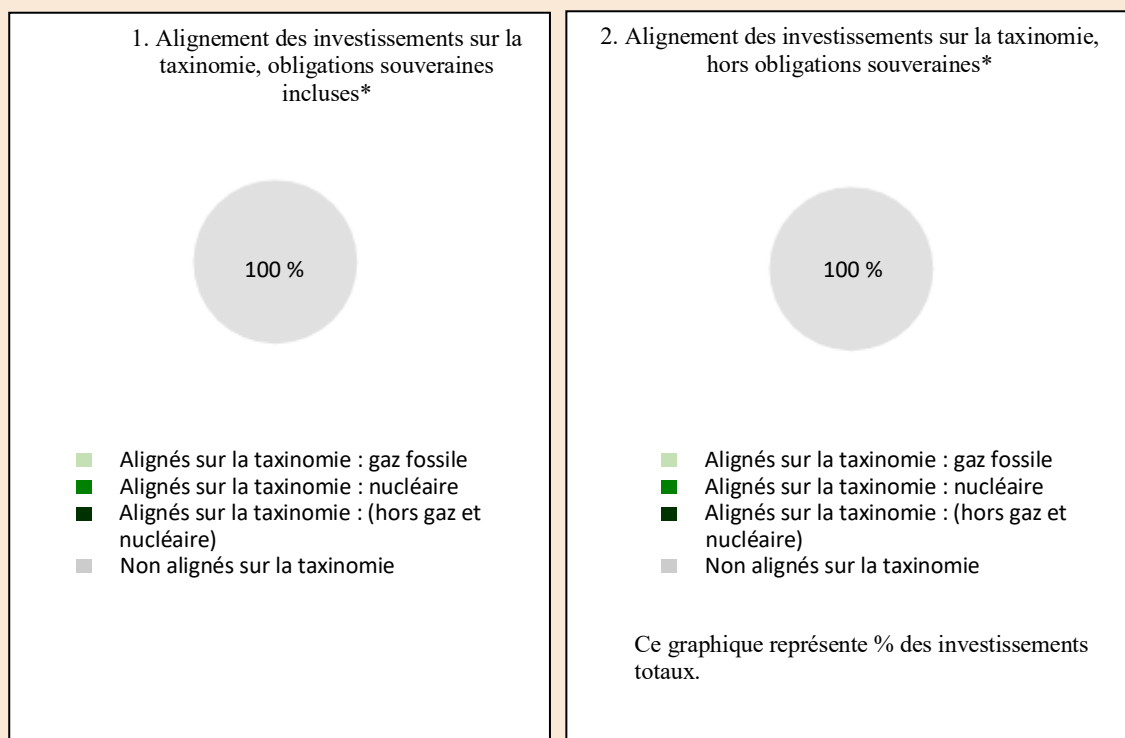 1. Alignement des investissements sur la
taxinomie, obligations souveraines
incluses*
100 %
Alignés sur la taxinomie : gaz fossile
Alignés sur la taxinomie : nucléaire
Alignés sur la taxinomie : (hors gaz et
nucléaire)
Non alignés sur la taxinomie
2. Alignement des investissements sur la taxinomie,
hors obligations souveraines*
100 %
Alignés sur la taxinomie : gaz fossile
Alignés sur la taxinomie : nucléaire
Alignés sur la taxinomie : (hors gaz et
nucléaire)
Non alignés sur la taxinomie
Ce graphique représente % des investissements
totaux.